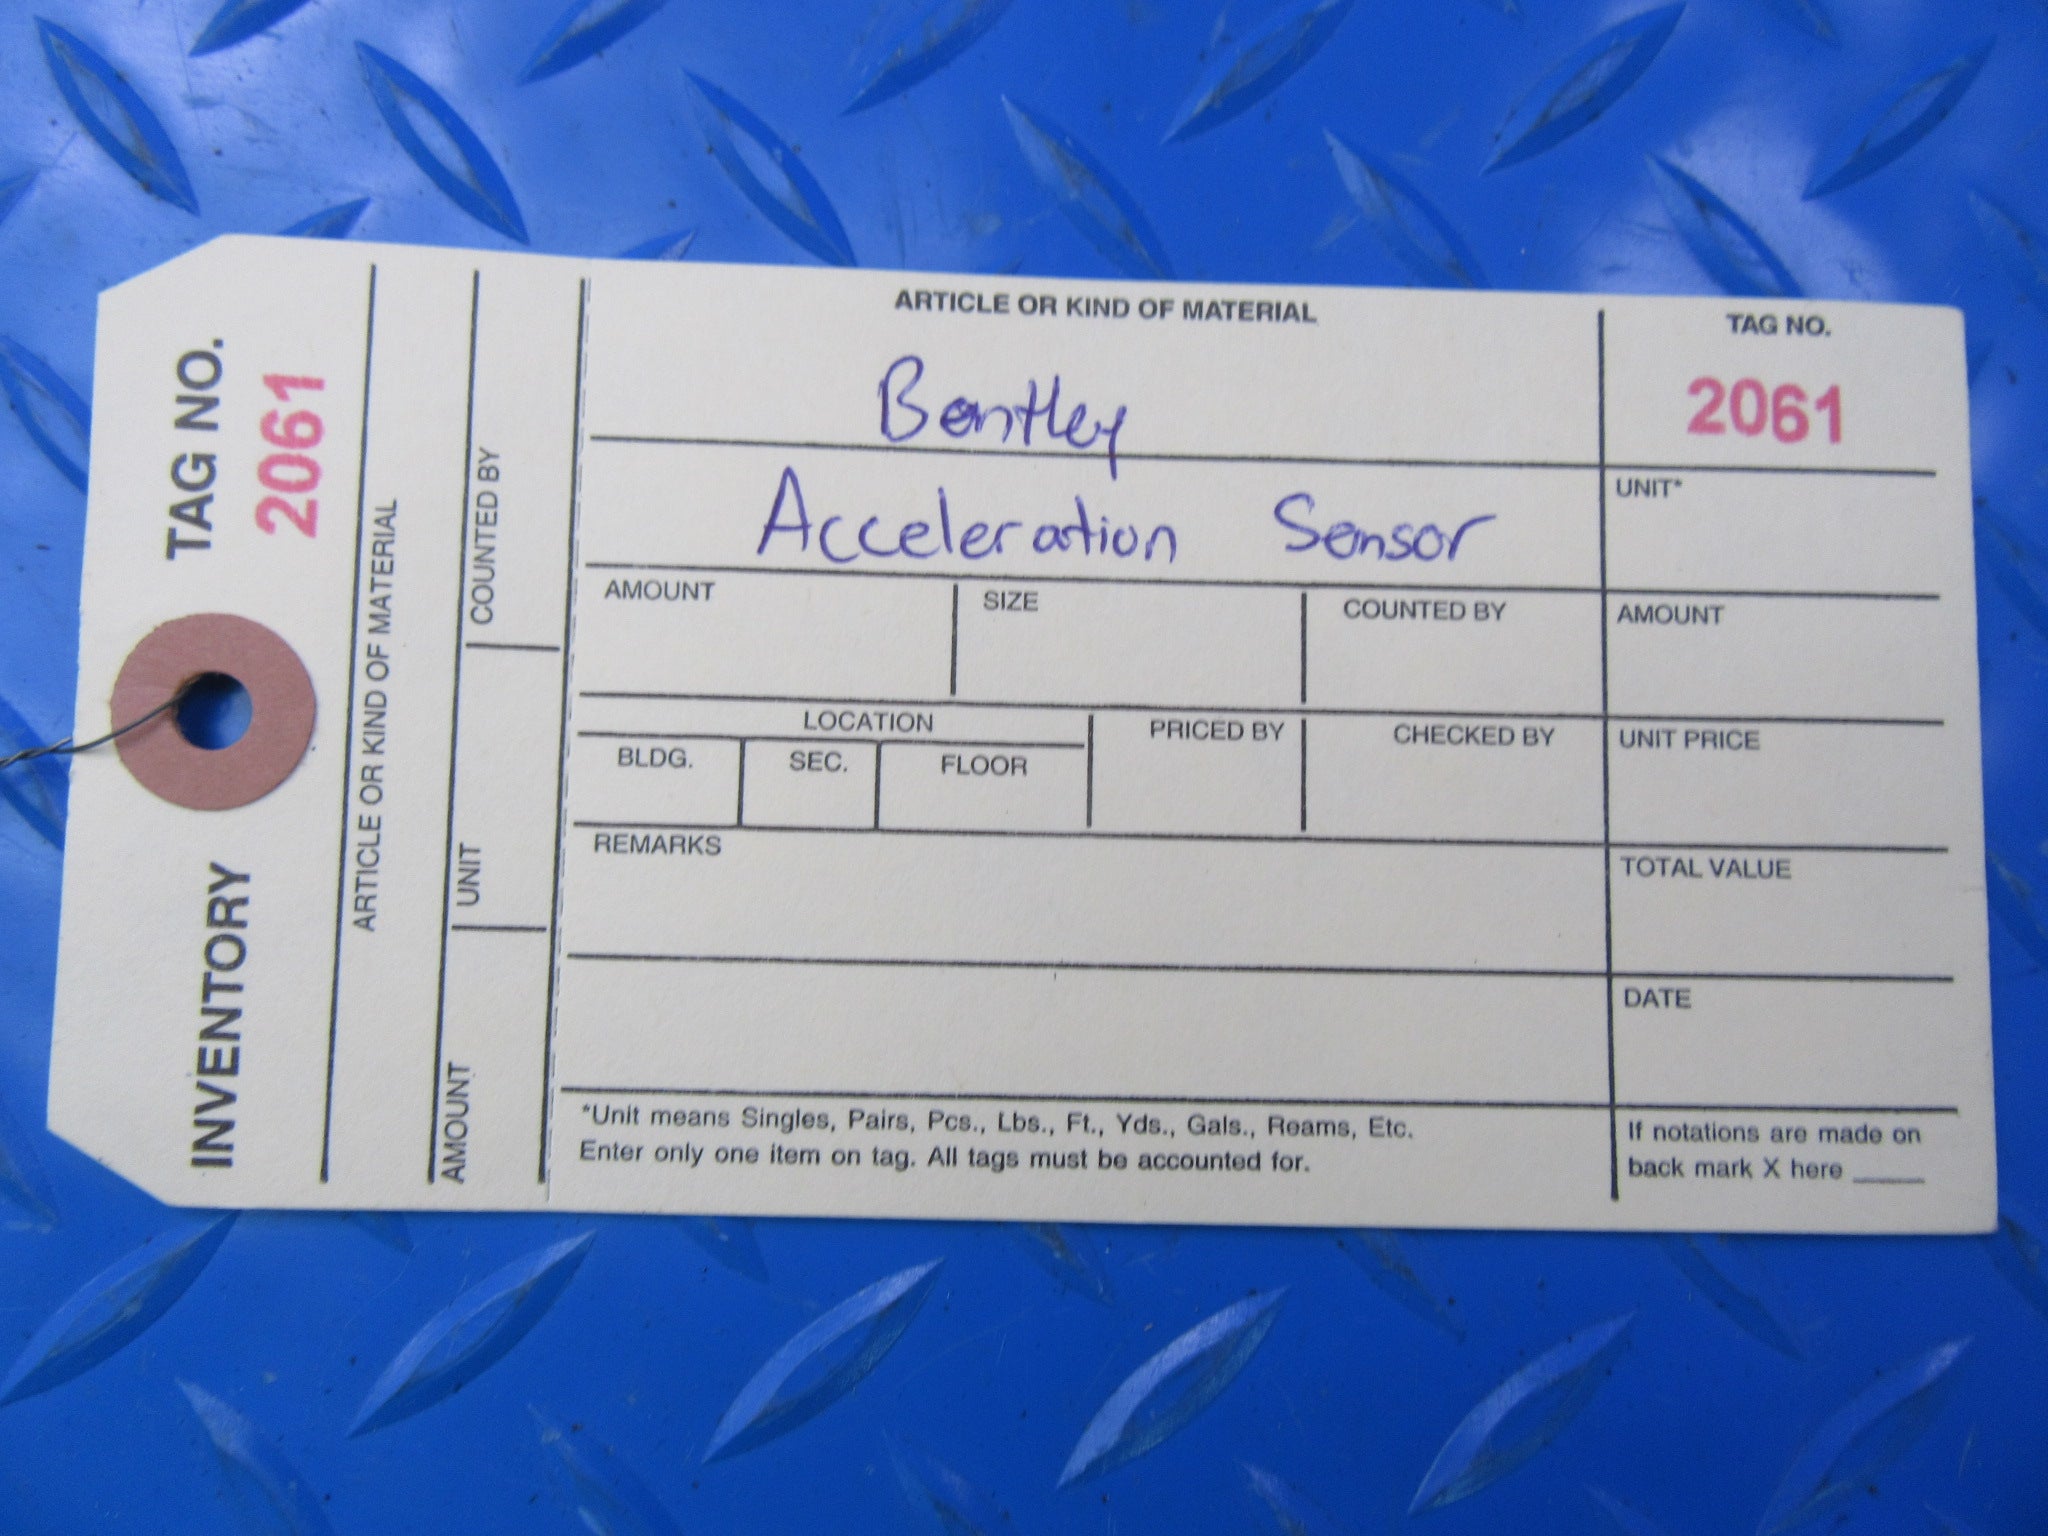 INVENTORY TAG NO.
2061
ARTICLE OR KIND OF MATERIAL
AMOUNT UNIT COUNTED BY
ARTICLE OR KIND OF MATERIAL
Bentley
Acceleration Sensor
TAG NO.
2061
UNIT*
AMOUNT SIZE COUNTED BY AMOUNT
LOCATION PRICED BY CHECKED BY UNIT PRICE
BLDG. SEC. FLOOR
REMARKS
TOTAL VALUE
DATE
*Unit means Singles, Pairs, Pcs., Lbs., Ft., Yds., Gals., Reams, Etc.
Enter only one item on tag. All tags must be accounted for.
If notations are made on
back mark X here ____